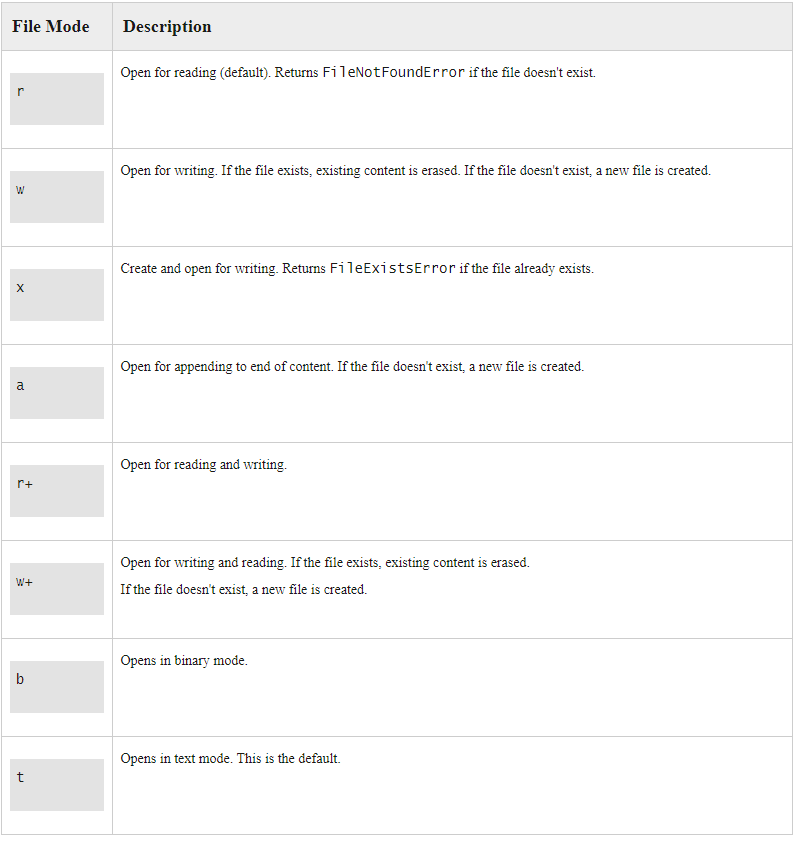 File Mode Description
r Open for reading (default). Returns FileNotFoundError if the file doesn't exist.
w Open for writing. If the file exists, existing content is erased. If the file doesn't exist, a new file is created.
x Create and open for writing. Returns FileExistsError if the file already exists.
a Open for appending to end of content. If the file doesn't exist, a new file is created.
r+ Open for reading and writing.
w+ Open for writing and reading. If the file exists, existing content is erased.
If the file doesn't exist, a new file is created.
b Opens in binary mode.
t Opens in text mode. This is the default.